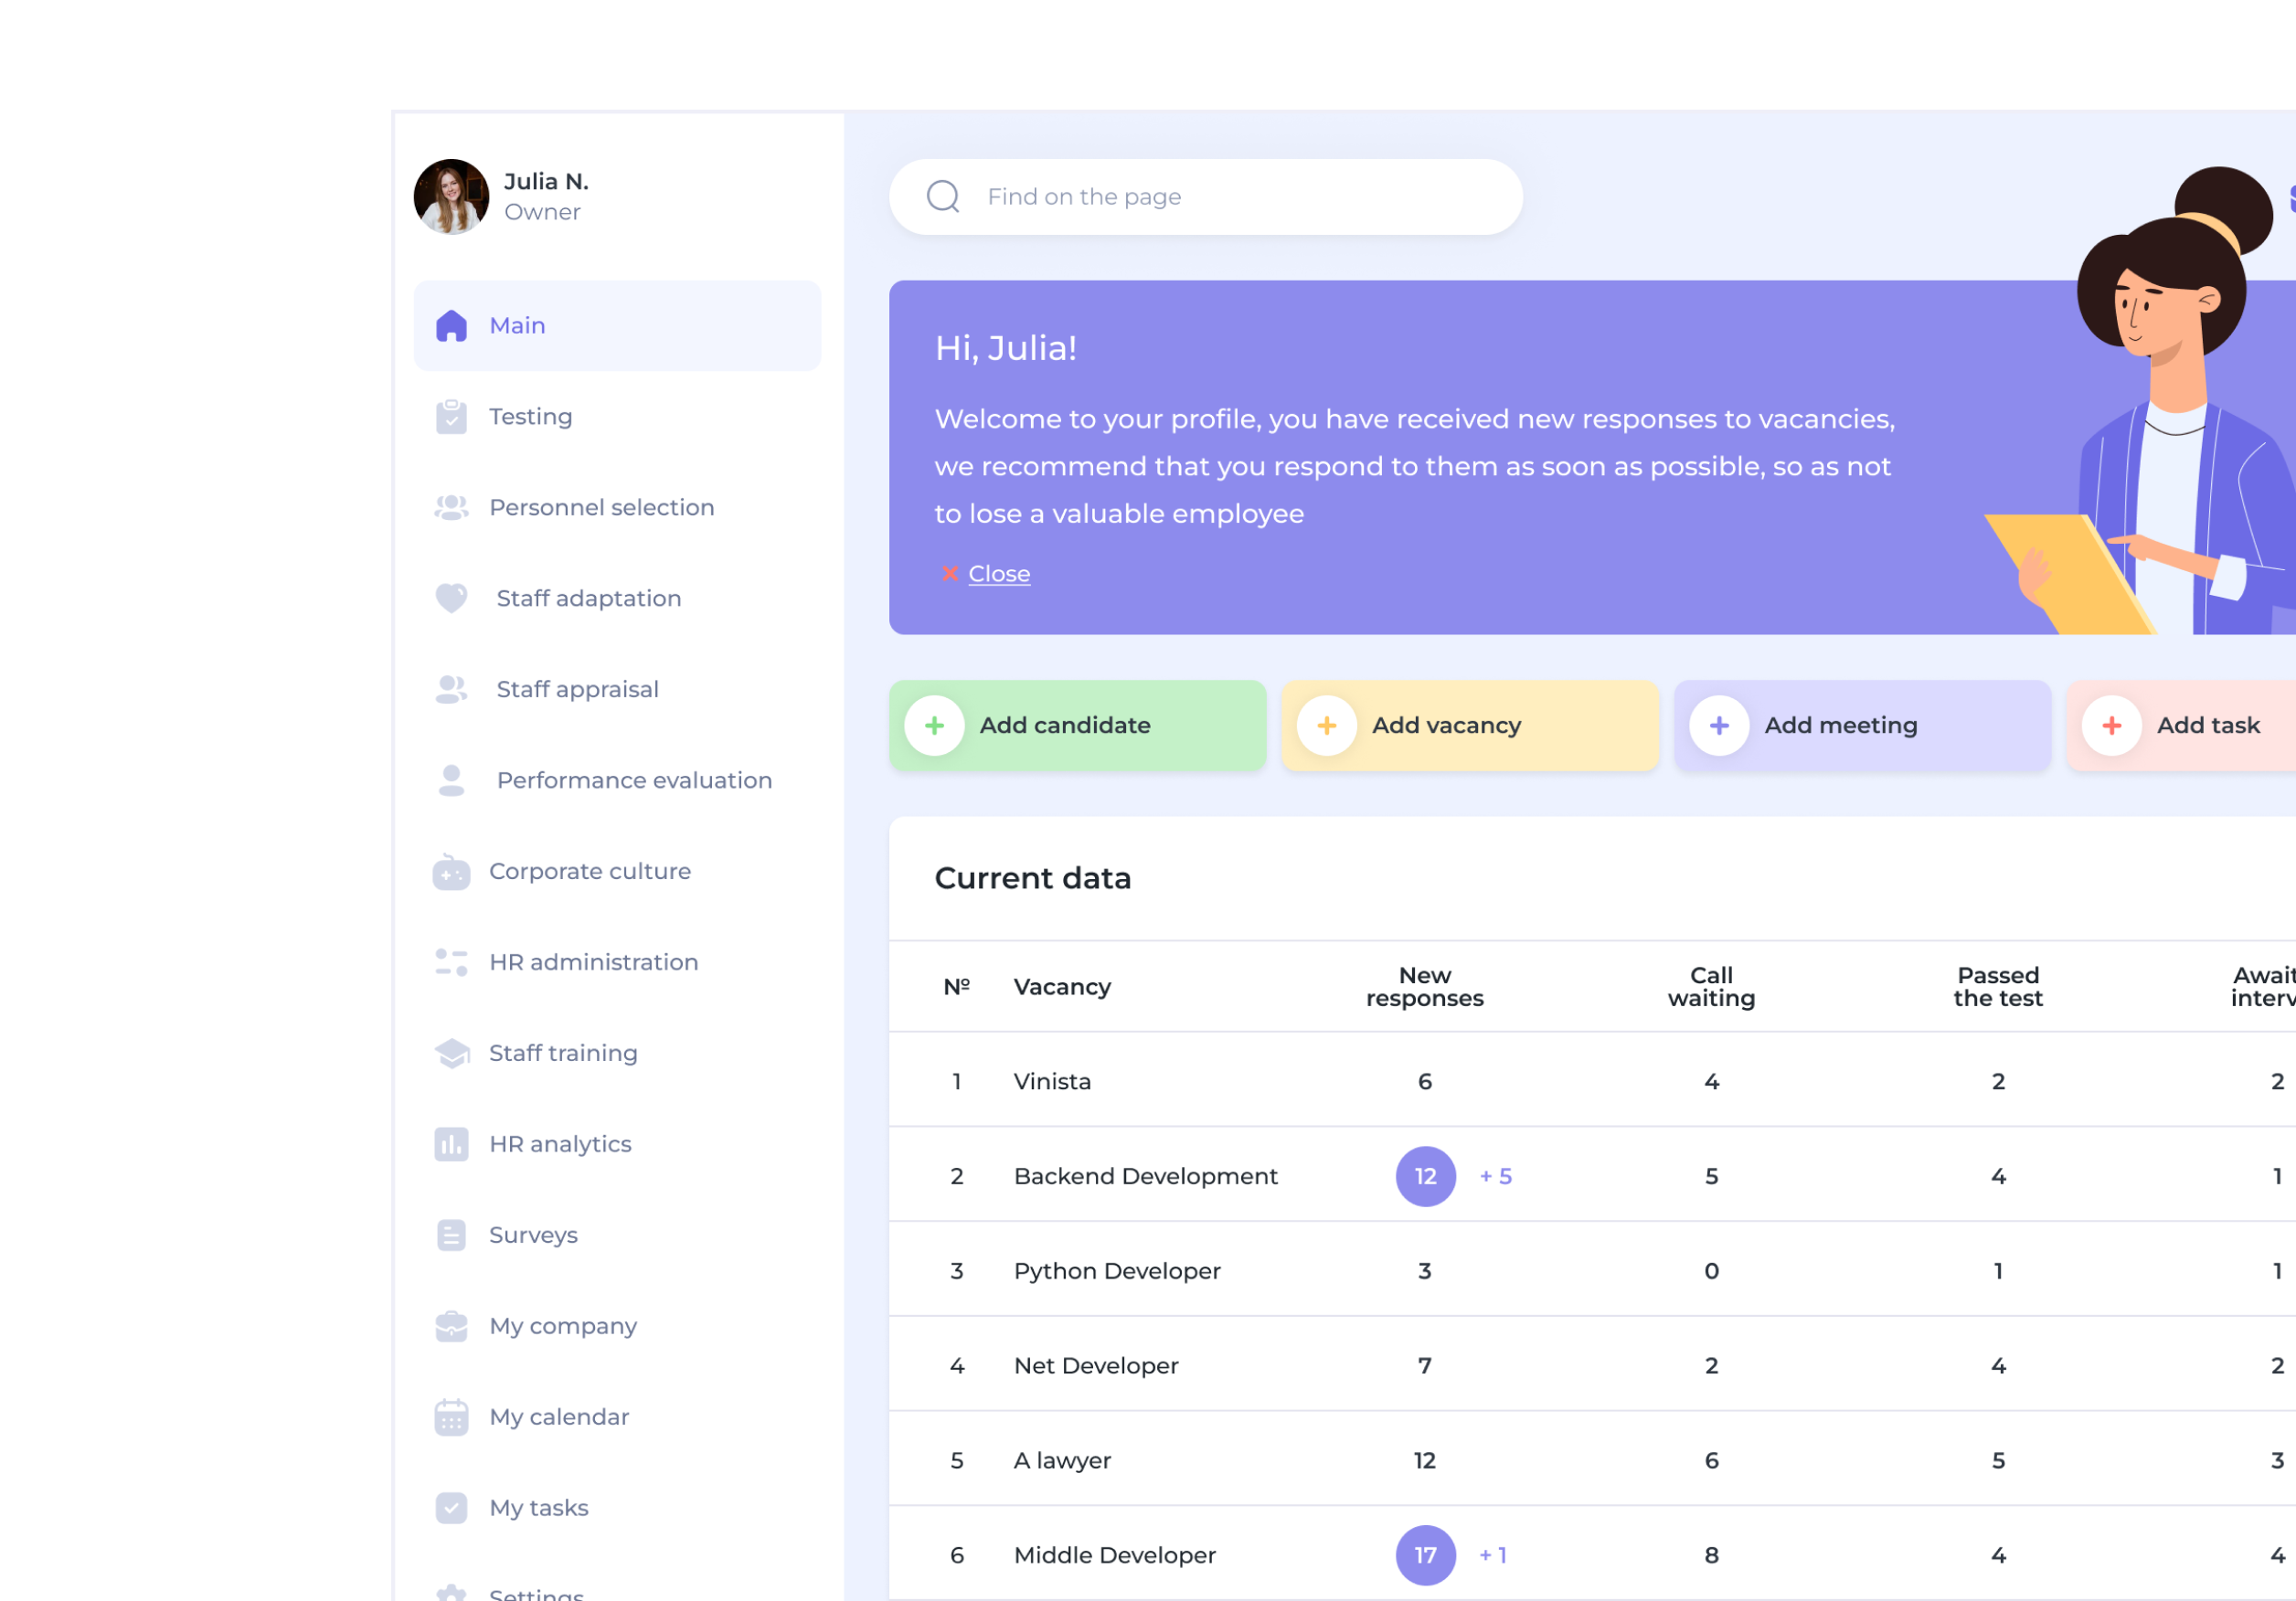 Julia N.
Owner
Main
Testing
Personnel selection
Staff adaptation
Staff appraisal
Performance evaluation
Corporate culture
HR administration
Staff training
HR analytics
Surveys
My company
My calendar
My tasks
Settings
Find on the page
Hi, Julia!
Welcome to your profile, you have received new responses to vacancies,
we recommend that you respond to them as soon as possible, so as not
to lose a valuable employee
Close
+ Add candidate
+ Add vacancy
+ Add meeting
+ Add task
Current data
№ Vacancy New responses Call waiting Passed the test
1 Vinista 6 4 2 2
2 Backend Development 12 + 5 5 4 1
3 Python Developer 3 0 1 1
4 Net Developer 7 2 4 2
5 A lawyer 12 6 5 3
6 Middle Developer 17 + 1 8 4 4